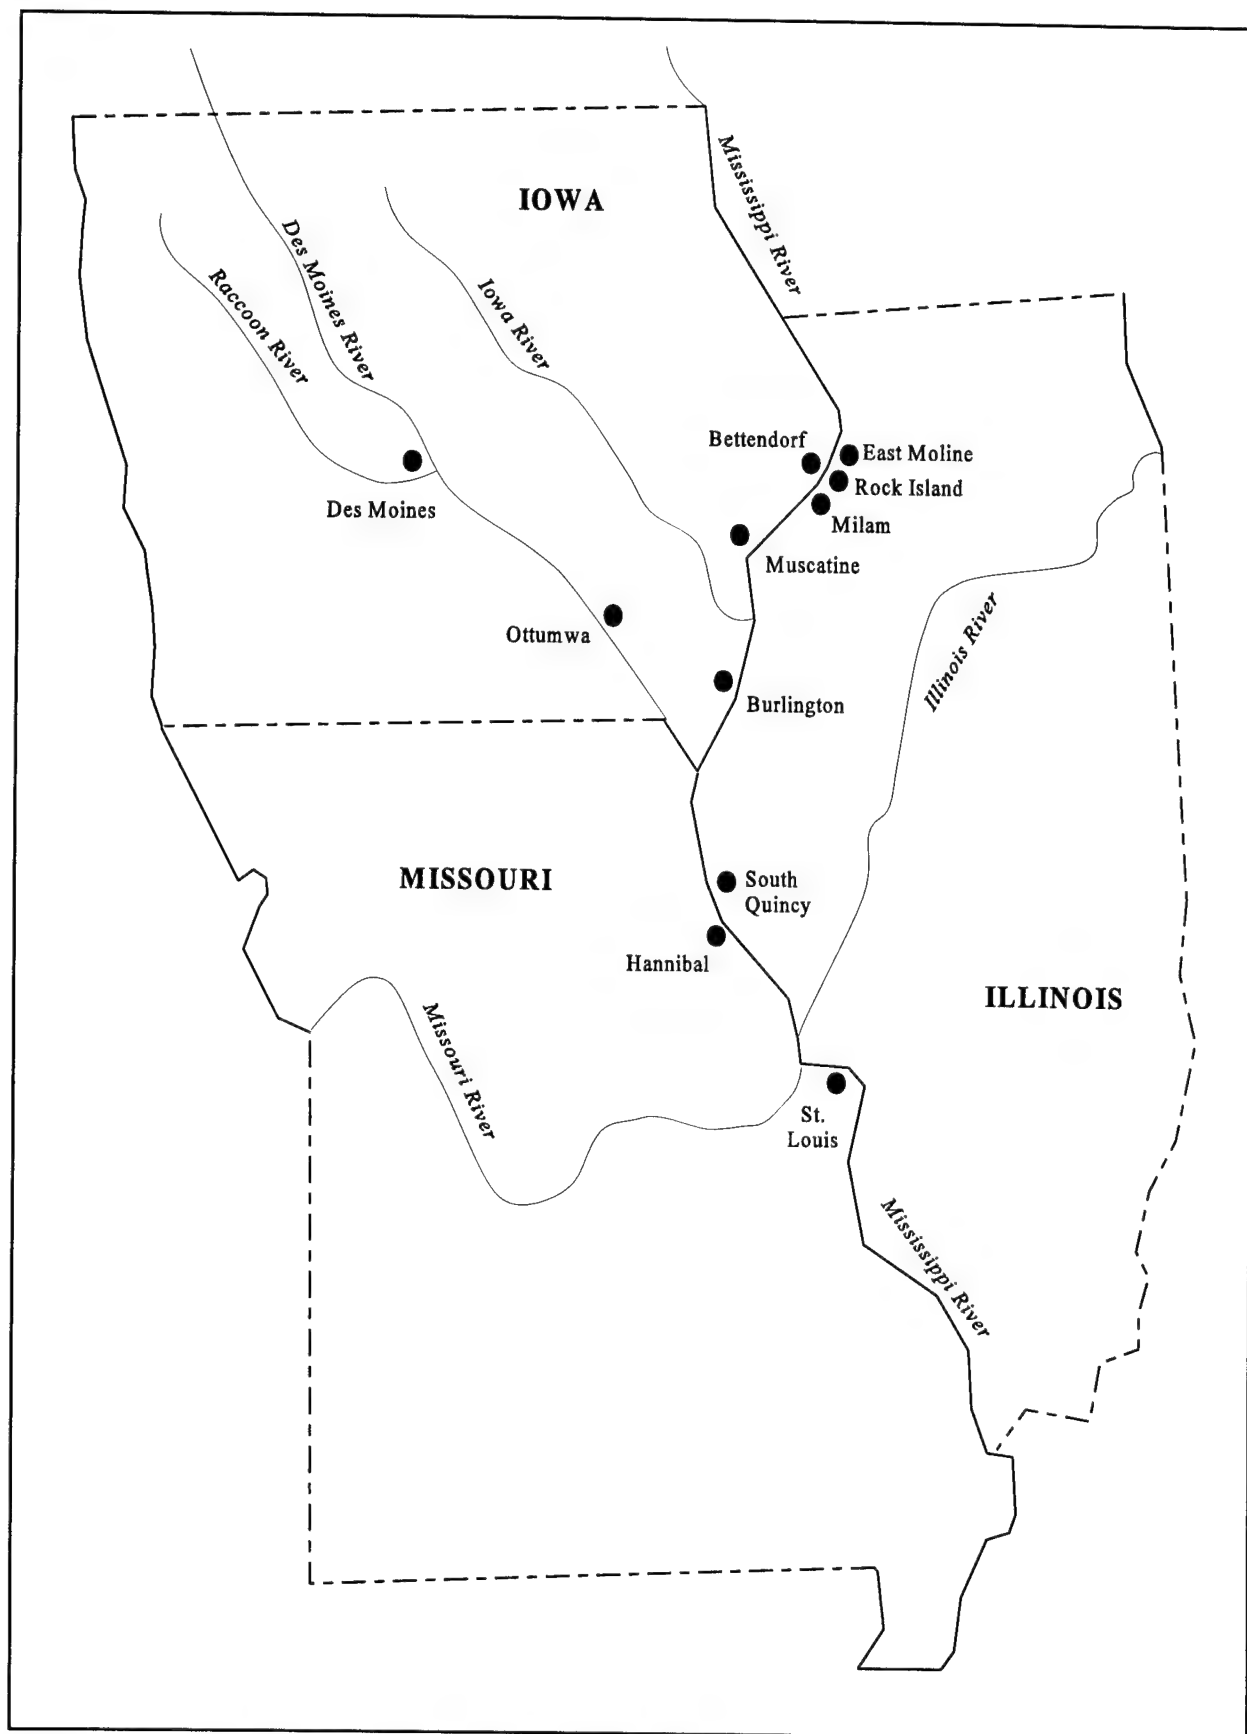 Mississippi River
IOWA
Des Moines River
Raccoon River
Iowa River
Bettendorf
East Moline
Rock Island
Milam
Des Moines
Muscatine
Ottumwa
Illinois River
Burlington
MISSOURI
South
Quincy
Hannibal
ILLINOIS
Missouri River
St.
Louis
Mississippi River